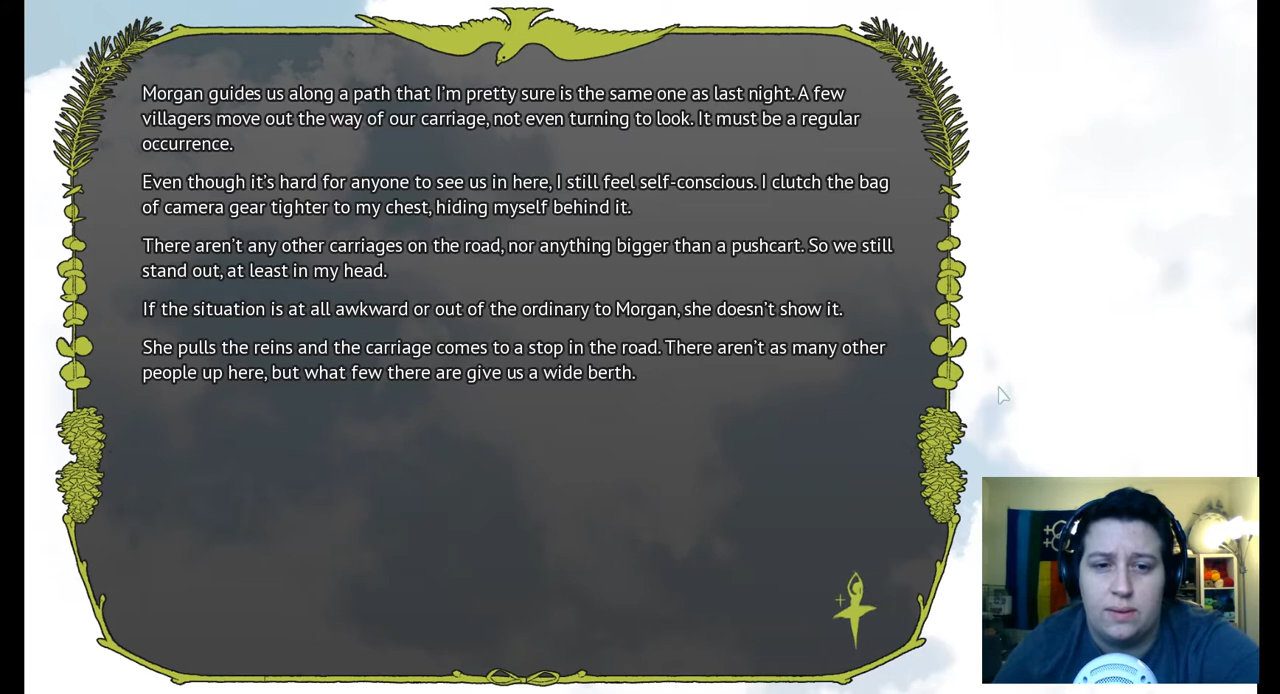 Morgan guides us along a path that I'm pretty sure is the same one as last night. A few
villagers move out the way of our carriage, not even turning to look. It must be a regular
occurrence.
Even though it's hard for anyone to see us in here, I still feel self-conscious. I clutch the bag
of camera gear tighter to my chest, hiding myself behind it.
There aren't any other carriages on the road, nor anything bigger than a pushcart. So we still
stand out, at least in my head.
If the situation is at all awkward or out of the ordinary to Morgan, she doesn't show it.
She pulls the reins and the carriage comes to a stop in the road. There aren't as many other
people up here, but what few there are give us a wide berth.